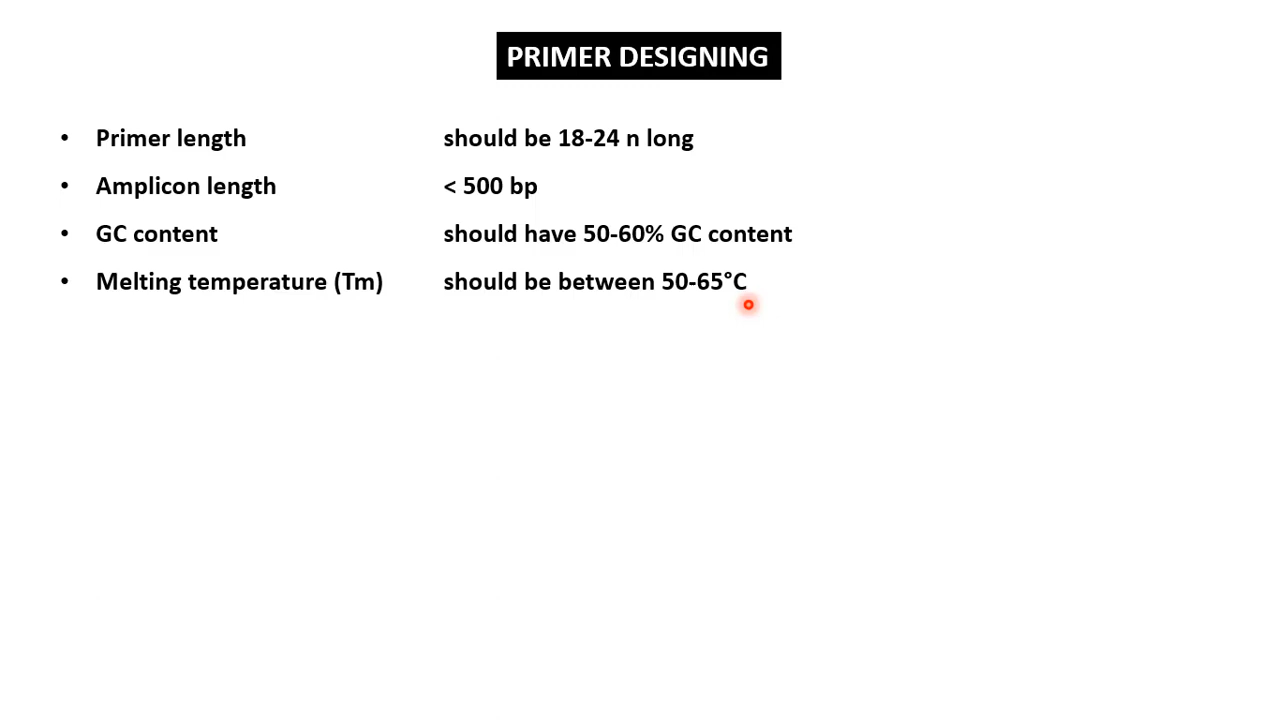 PRIMER DESIGNING
• Primer length should be 18-24 n long
• Amplicon length < 500 bp
• GC content should have 50-60% GC content
• Melting temperature (Tm) should be between 50-65°C